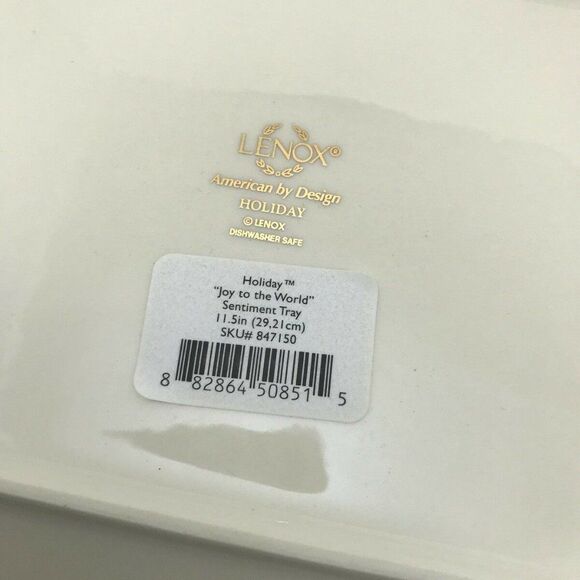 LENOX®
American by Design
HOLIDAY
© LENOX
DISHWASHER SAFE
Holiday™
"Joy to the World"
Sentiment Tray
11.5in (29,21cm)
SKU# 847150
8 82864 50851 5